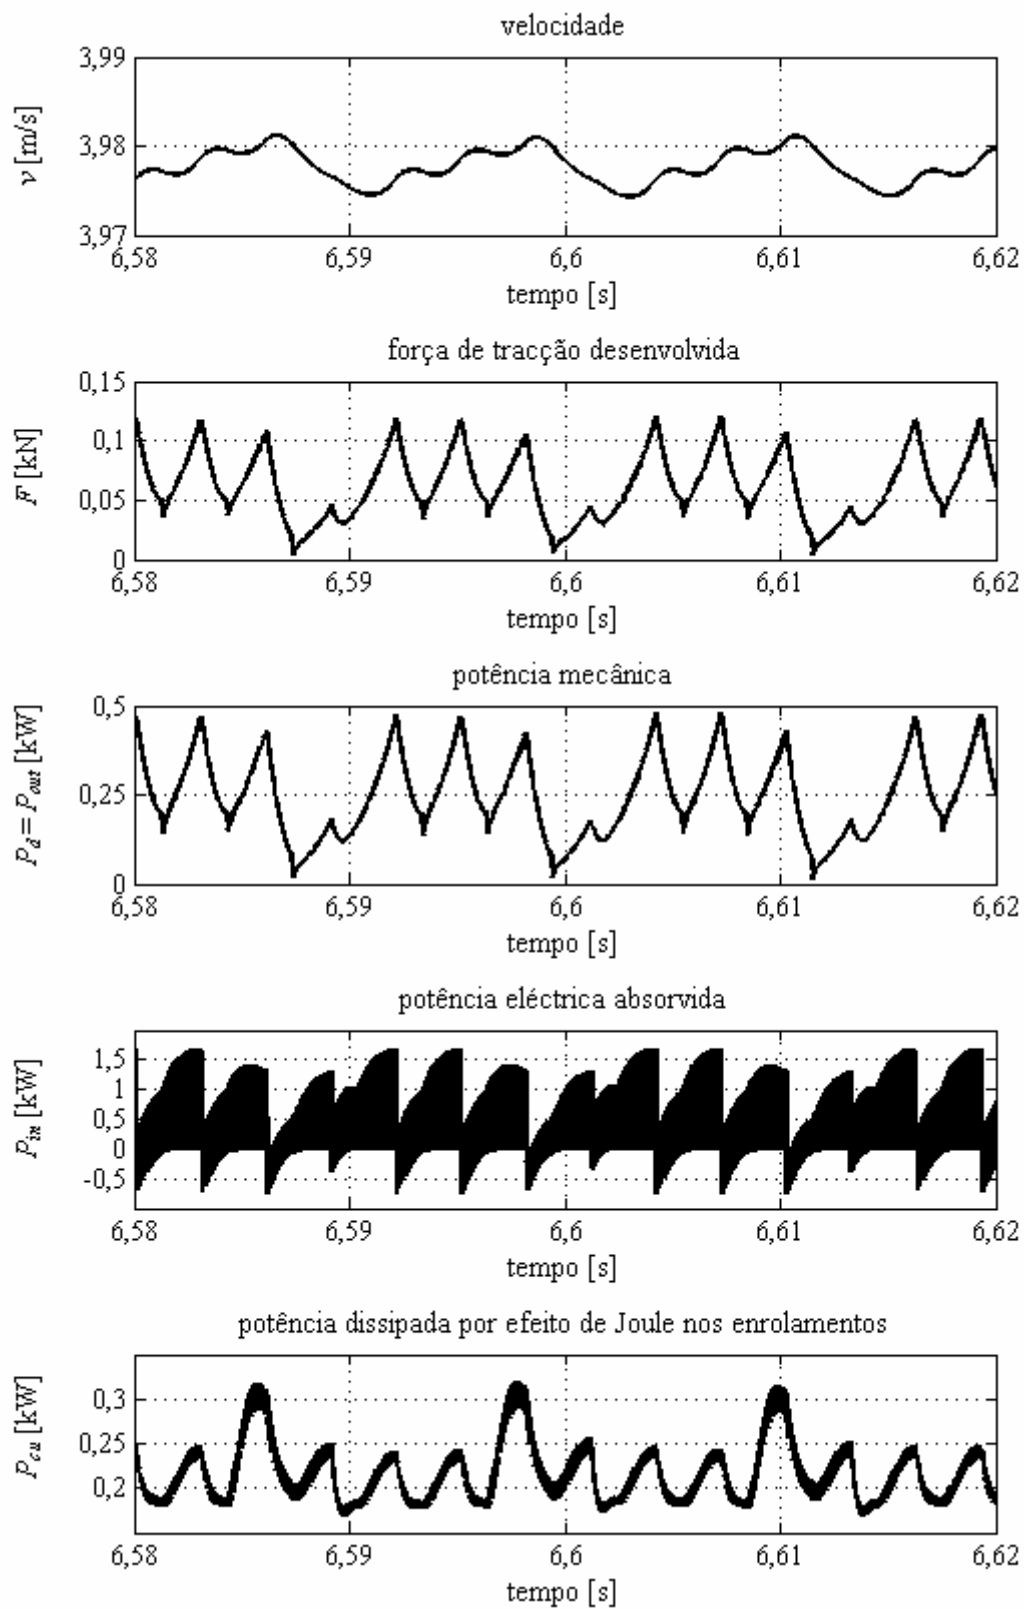 velocidade
3,99
3,98
3,97
v [m/s]
6,58 6,59 6,6 6,61 6,62
tempo [s]
força de tracção desenvolvida
0,15
0,1
0,05
0
F [kN]
6,58 6,59 6,6 6,61 6,62
tempo [s]
potência mecânica
0,5
0,25
0
P_d = P_out [kW]
6,58 6,59 6,6 6,61 6,62
tempo [s]
potência eléctrica absorvida
1,5
1
0,5
0
-0,5
P_in [kW]
6,58 6,59 6,6 6,61 6,62
tempo [s]
potência dissipada por efeito de Joule nos enrolamentos
0,3
0,25
0,2
P_cu [kW]
6,58 6,59 6,6 6,61 6,62
tempo [s]